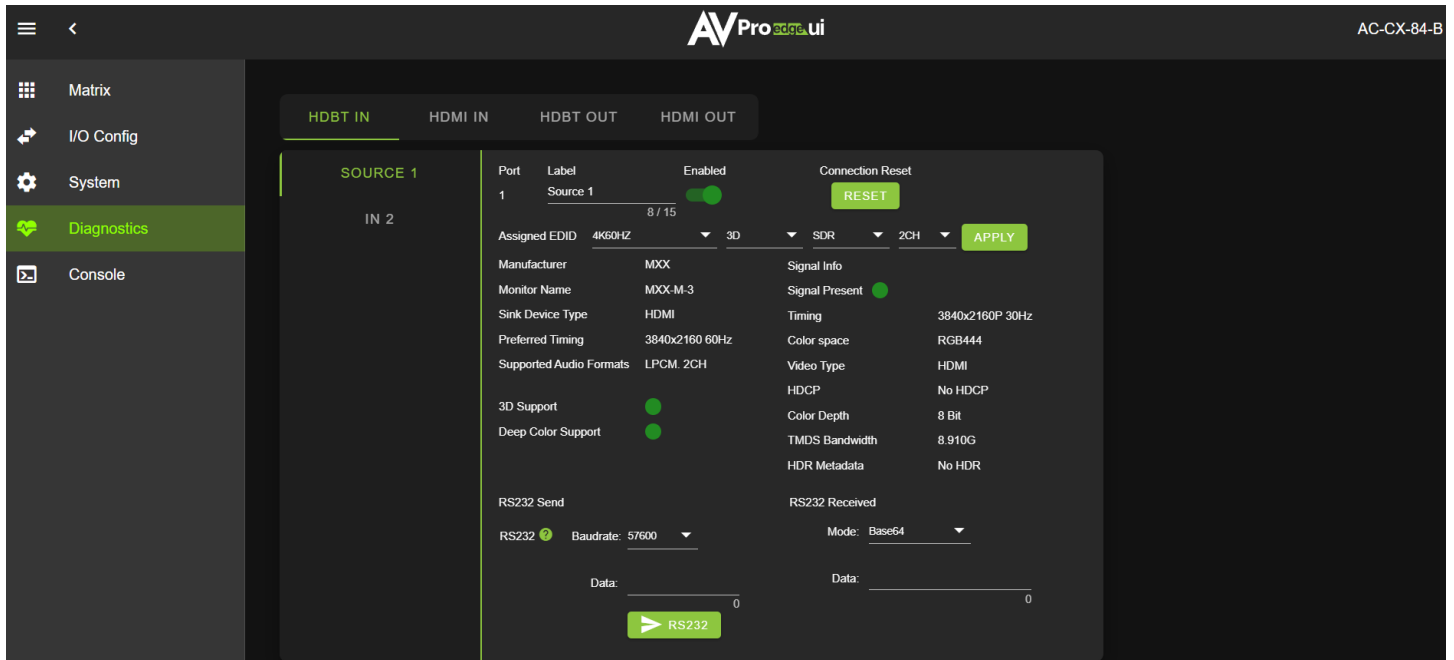 AVPro edge.ui
AC-CX-84-B
Matrix
I/O Config
System
Diagnostics
Console
HDBT IN HDMI IN HDBT OUT HDMI OUT
SOURCE 1
IN 2
Port Label Enabled Connection Reset
1 Source 1 RESET
8 / 15
Assigned EDID 4K60HZ 3D SDR 2CH APPLY
Manufacturer MXX Signal Info
Monitor Name MXX-M-3 Signal Present
Sink Device Type HDMI Timing 3840x2160P 30Hz
Preferred Timing 3840x2160 60Hz Color space RGB444
Supported Audio Formats LPCM. 2CH Video Type HDMI
HDCP No HDCP
3D Support Color Depth 8 Bit
Deep Color Support TMDS Bandwidth 8.910G
HDR Metadata No HDR
RS232 Send RS232 Received
RS232 ? Baudrate: 57600 Mode: Base64
Data: Data:
0 0
RS232